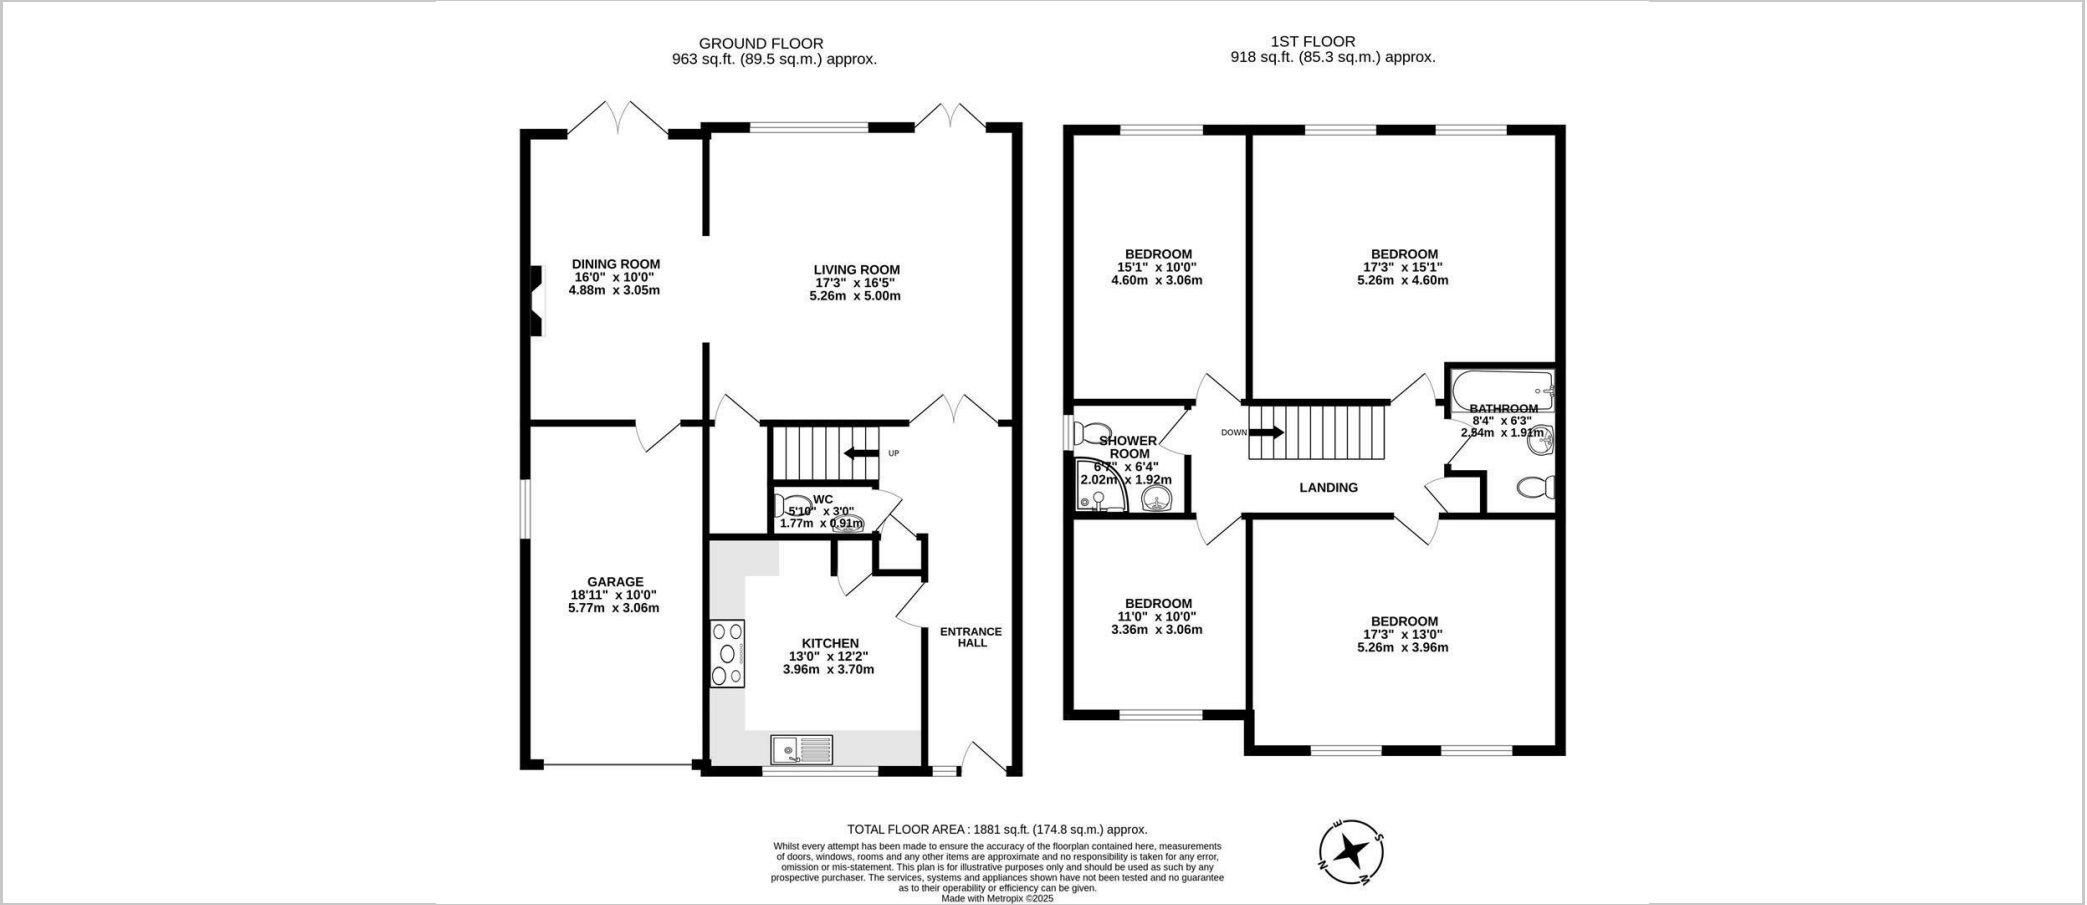 GROUND FLOOR
963 sq.ft. (89.5 sq.m.) approx.
1ST FLOOR
918 sq.ft. (85.3 sq.m.) approx.
DINING ROOM
16'0" x 10'0"
4.88m x 3.05m
LIVING ROOM
17'3" x 16'5"
5.26m x 5.00m
UP
WC
5'10" x 3'0"
1.77m x 0.91m
GARAGE
18'11" x 10'0"
5.77m x 3.06m
KITCHEN
13'0" x 12'2"
3.96m x 3.70m
ENTRANCE
HALL
BEDROOM
15'1" x 10'0"
4.60m x 3.06m
BEDROOM
17'3" x 15'1"
5.26m x 4.60m
BATHROOM
8'4" x 6'3"
2.54m x 1.91m
DOWN
SHOWER
ROOM
6'7" x 6'4"
2.02m x 1.92m
LANDING
BEDROOM
11'0" x 10'0"
3.36m x 3.06m
BEDROOM
17'3" x 13'0"
5.26m x 3.96m
TOTAL FLOOR AREA : 1881 sq.ft. (174.8 sq.m.) approx.
Whilst every attempt has been made to ensure the accuracy of the floorplan contained here, measurements
of doors, windows, rooms and any other items are approximate and no responsibility is taken for any error,
omission or mis-statement. This plan is for illustrative purposes only and should be used as such by any
prospective purchaser. The services, systems and appliances shown have not been tested and no guarantee
as to their operability or efficiency can be given.
Made with Metropix ©2025
E
S
N
W